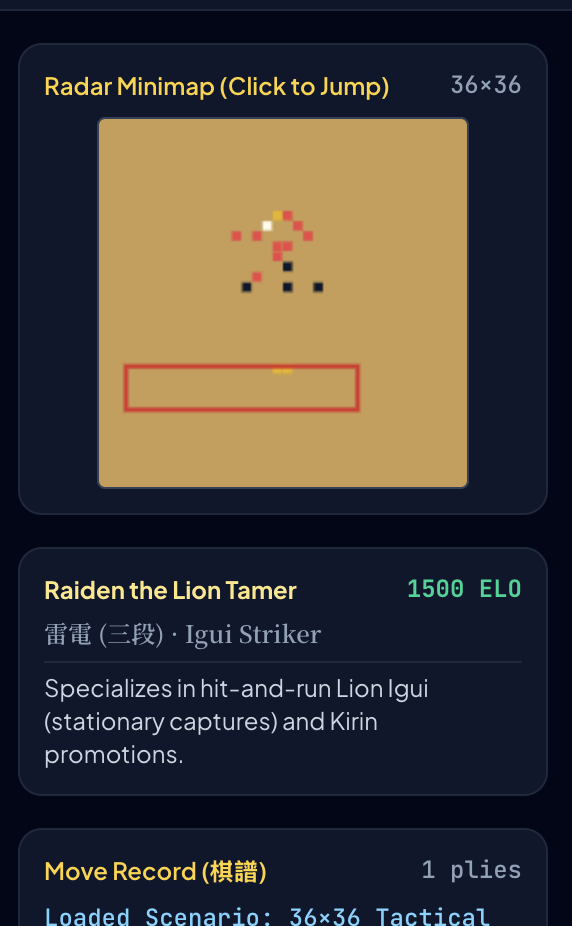 Radar Minimap (Click to Jump)
36×36
Raiden the Lion Tamer
1500 ELO
雷電 (三段) · Igui Striker
Specializes in hit-and-run Lion Igui
(stationary captures) and Kirin
promotions.
Move Record (棋譜)
1 plies
Loaded Scenario: 36×36 Tactical